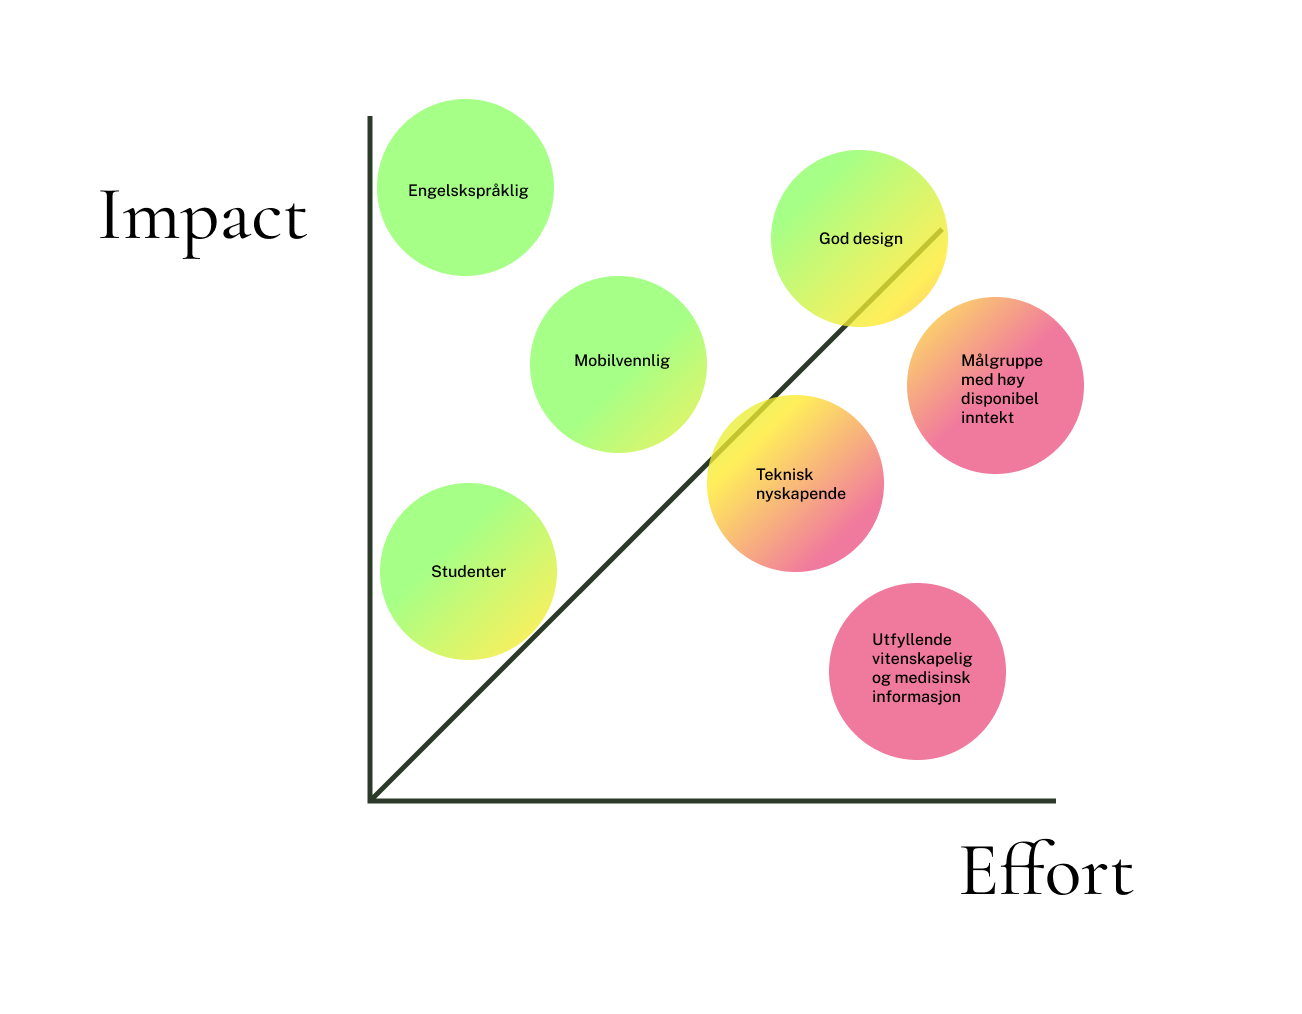 Impact
Engelskspråklig
God design
Mobilvennlig
Målgruppe
med høy
disponibel
inntekt
Teknisk
nyskapende
Studenter
Utfyllende
vitenskapelig
og medisinsk
informasjon
Effort